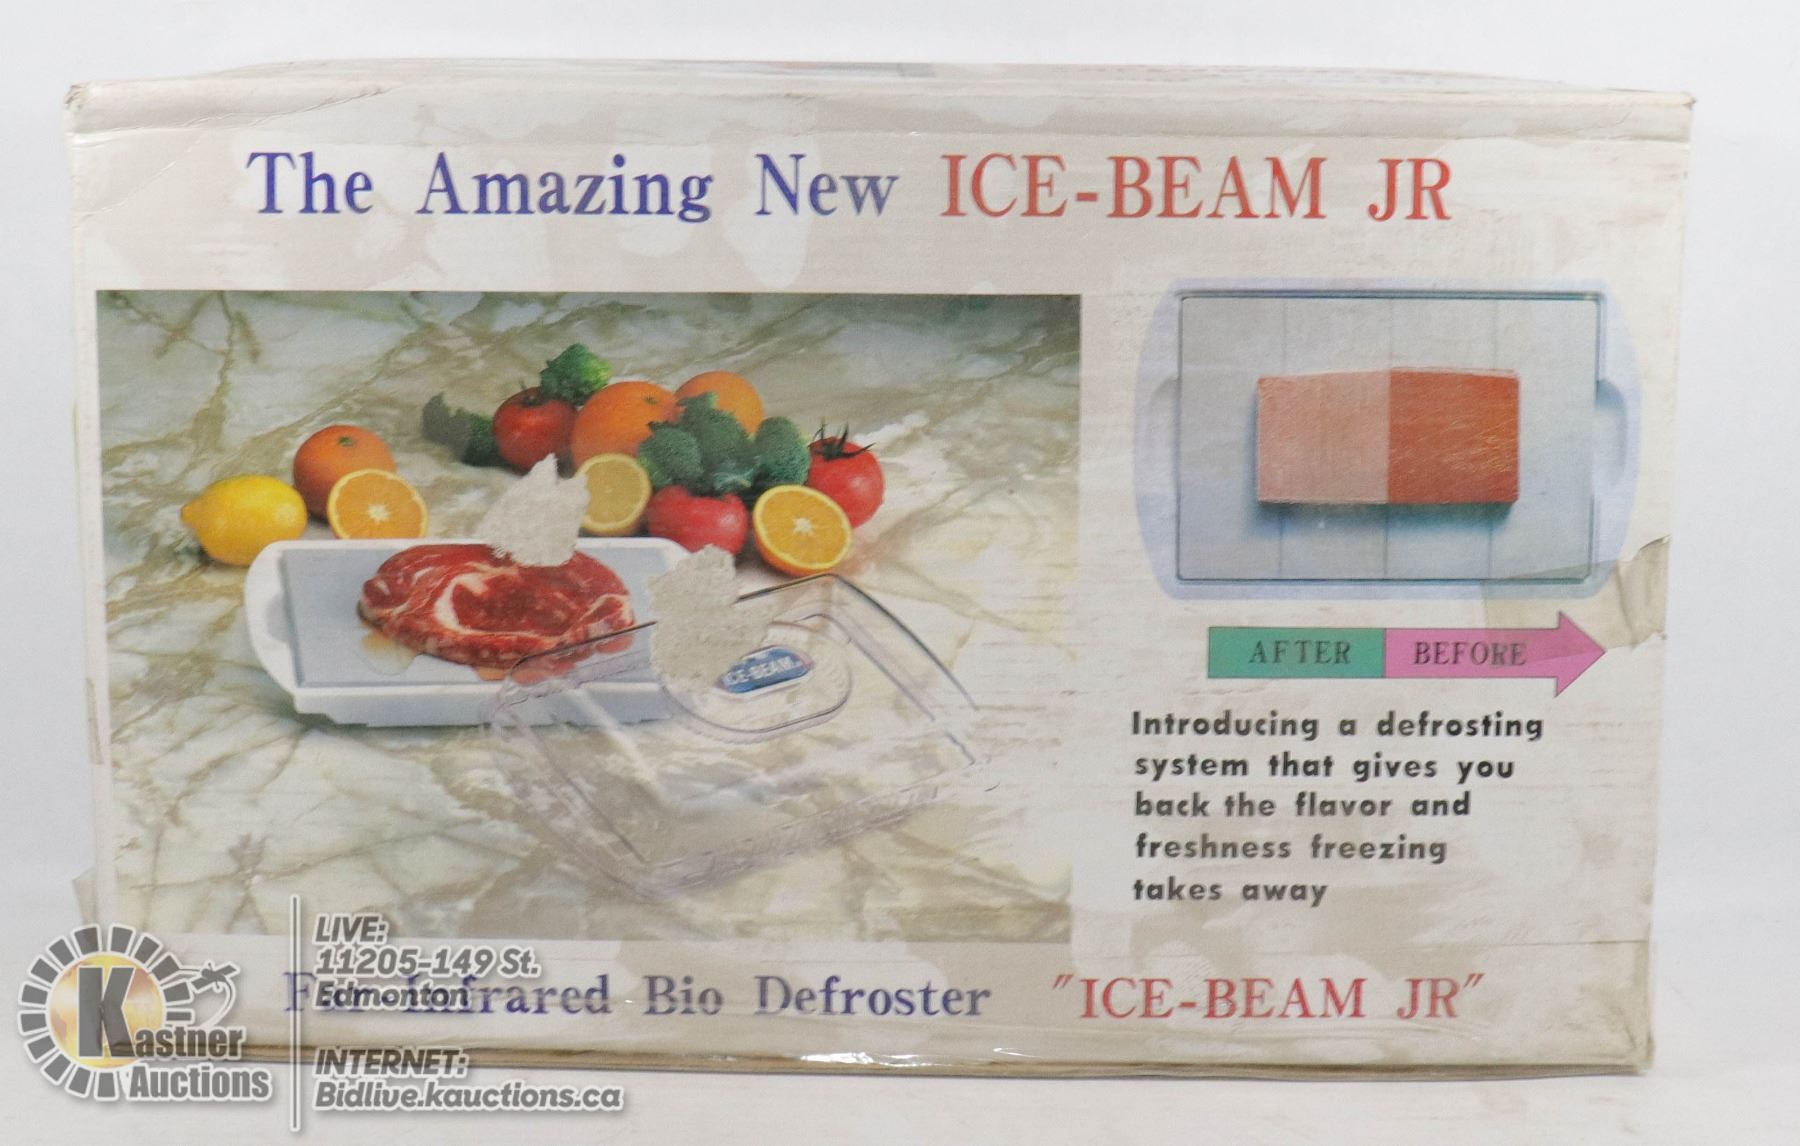 The Amazing New ICE-BEAM JR
ICE-BEAM
AFTER BEFORE
Introducing a defrosting
system that gives you
back the flavor and
freshness freezing
takes away
Far-Infrared Bio Defroster "ICE-BEAM JR"
Kastner
Auctions
LIVE:
11205-149 St.
Edmonton
INTERNET:
Bidlive.kauctions.ca